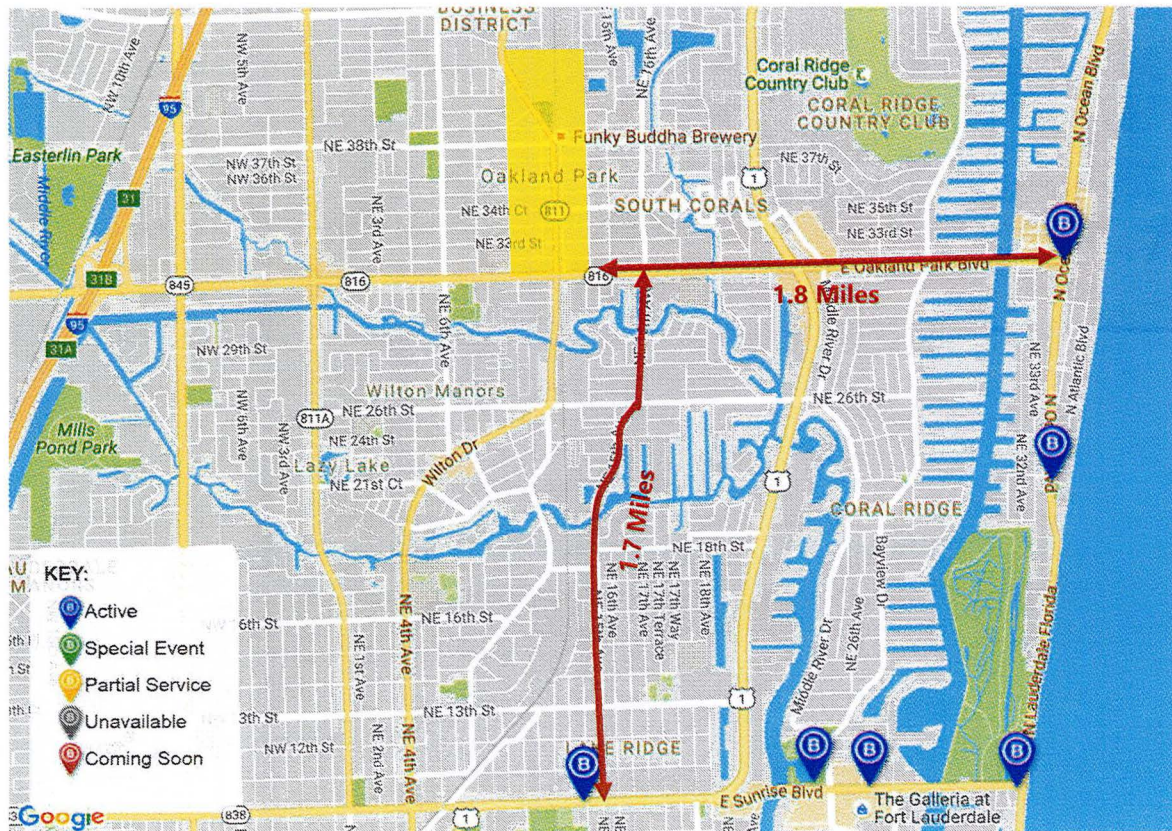 BUSINESS
DISTRICT
NW 10th Ave
NW 5th Ave
NE 15th Ave
NE 16th Ave
95
Coral Ridge
Country Club
CORAL RIDGE
COUNTRY CLUB
N Ocean Blvd
Funky Buddha Brewery
NE 38th St
Easterlin Park
NW 37th St
NW 36th St
NE 37th St
Middle River
31
Oakland Park
1
NE 3rd Ave
NE 34th Ct
811
SOUTH CORALS
NE 35th St
NE 33rd St
NE 33rd St
B
31B
845
816
816
E Oakland Park Blvd
1.8 Miles
95
31A
NE 6th Ave
Middle River Dr
NW 29th St
Wilton Manors
NE 33rd Ave
N Atlantic Blvd
NE 26th St
NE 26th St
NW 6th Ave
811A
Mills
Pond Park
NW 3rd Ave
NE 24th St
Lazy Lake
Wilton Dr
NE 21st Ct
1
NE 32nd Ave
B
CORAL RIDGE
1.7 Miles
NE 18th St
Bayview Dr
KEY:
B Active
B Special Event
B Partial Service
B Unavailable
B Coming Soon
NE 4th Ave
NE 16th St
NE 1st Ave
NE 16th Ave
NE 17th Ave
NE 17th Terrace
NE 17th Way
NE 18th Ave
NE 26th Ave
Middle River Dr
N Lauderdale Florida
1
NE 13th St
NW 12th St
NE 2nd Ave
NE 4th Ave
LAKE RIDGE
B
B
B
B
E Sunrise Blvd
The Galleria at
Fort Lauderdale
838
1
Google